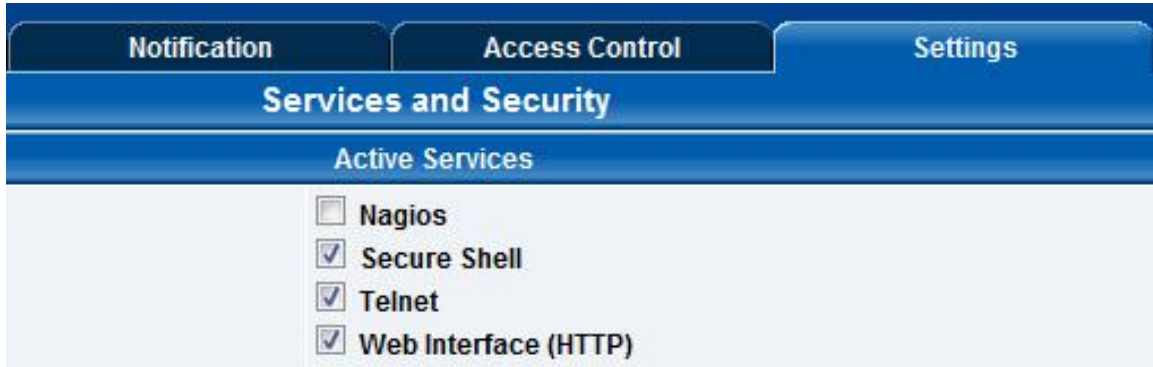 Notification Access Control Settings
Services and Security
Active Services
Nagios
Secure Shell
Telnet
Web Interface (HTTP)